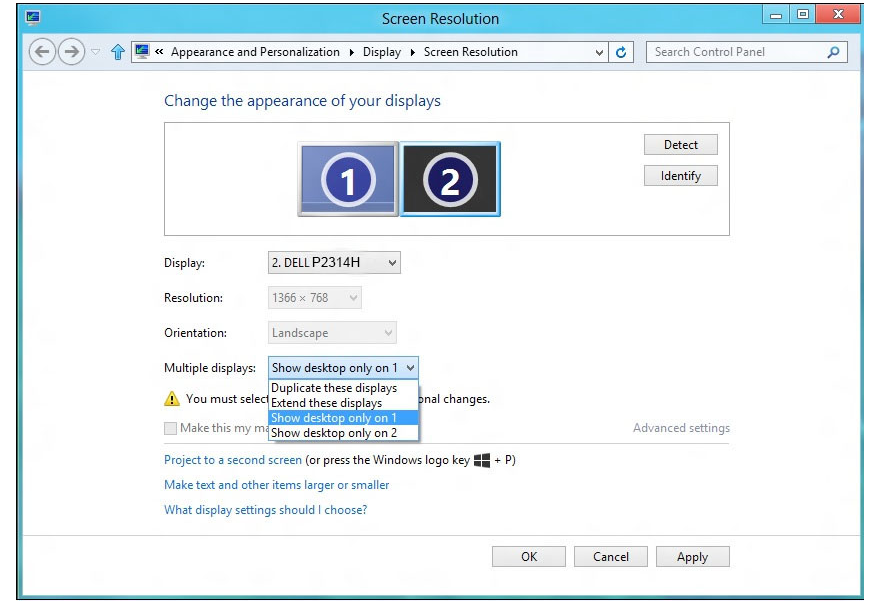 Screen Resolution
« Appearance and Personalization Display Screen Resolution
Search Control Panel
Change the appearance of your displays
1 2
Detect
Identify
Display: 2. DELL P2314H
Resolution: 1366 × 768
Orientation: Landscape
Multiple displays: Show desktop only on 1
Duplicate these displays
You must select onal changes.
Extend these displays
Show desktop only on 1
Make this my ma Advanced settings
Show desktop only on 2
Project to a second screen (or press the Windows logo key + P)
Make text and other items larger or smaller
What display settings should I choose?
OK Cancel Apply